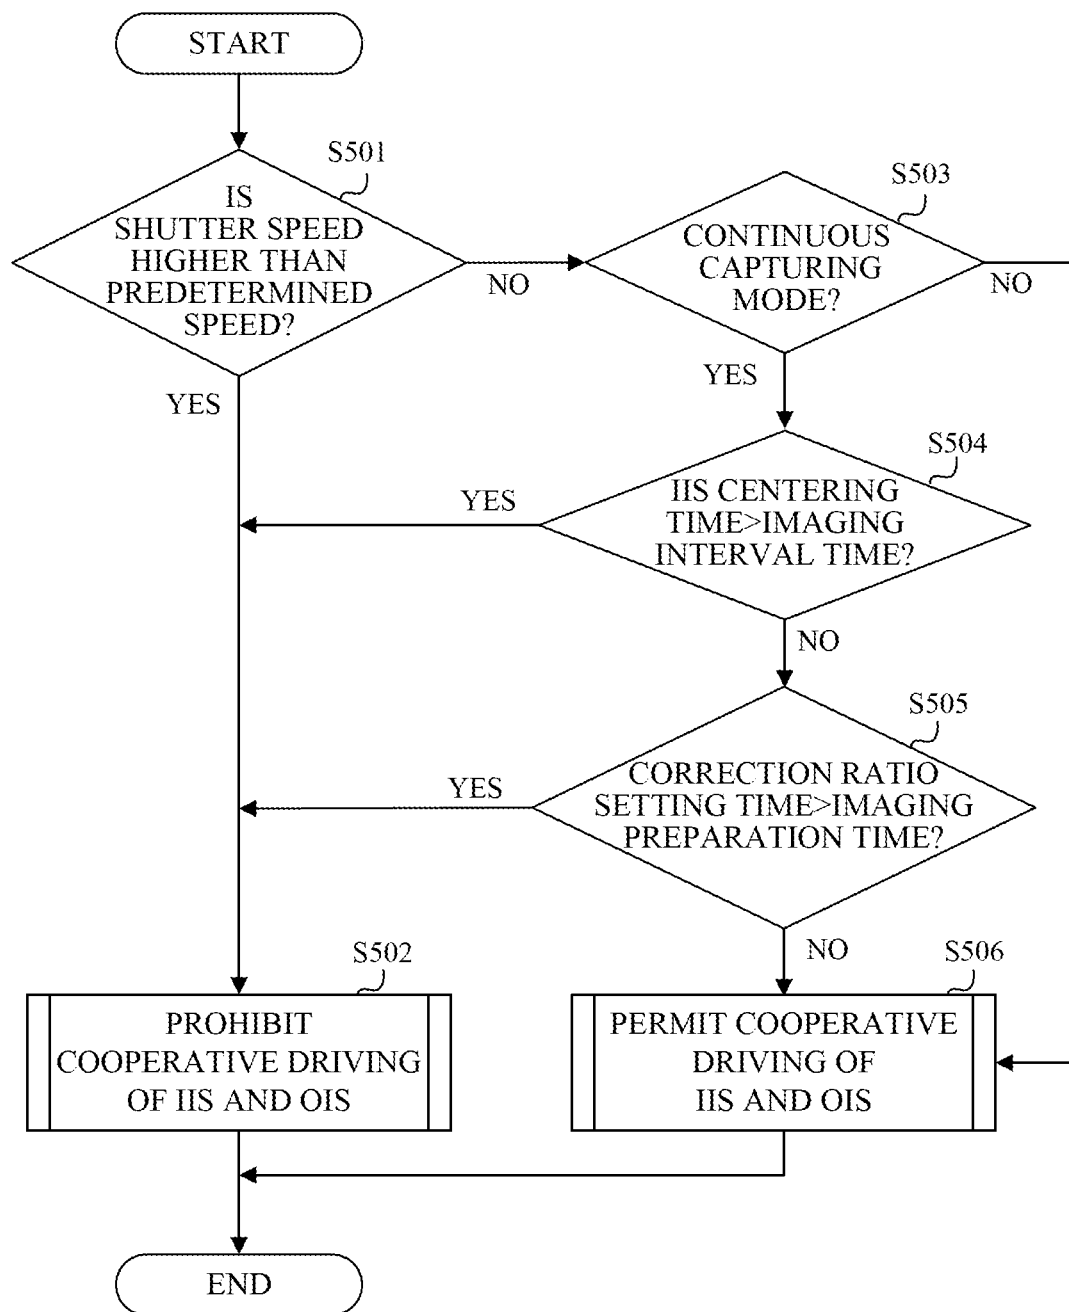 START
S501
IS
SHUTTER SPEED
HIGHER THAN
PREDETERMINED
SPEED?
NO
YES
S503
CONTINUOUS
CAPTURING
MODE?
NO
YES
S504
IIS CENTERING
TIME>IMAGING
INTERVAL TIME?
YES
NO
S505
CORRECTION RATIO
SETTING TIME>IMAGING
PREPARATION TIME?
YES
NO
S502
PROHIBIT
COOPERATIVE DRIVING
OF IIS AND OIS
S506
PERMIT COOPERATIVE
DRIVING OF
IIS AND OIS
END